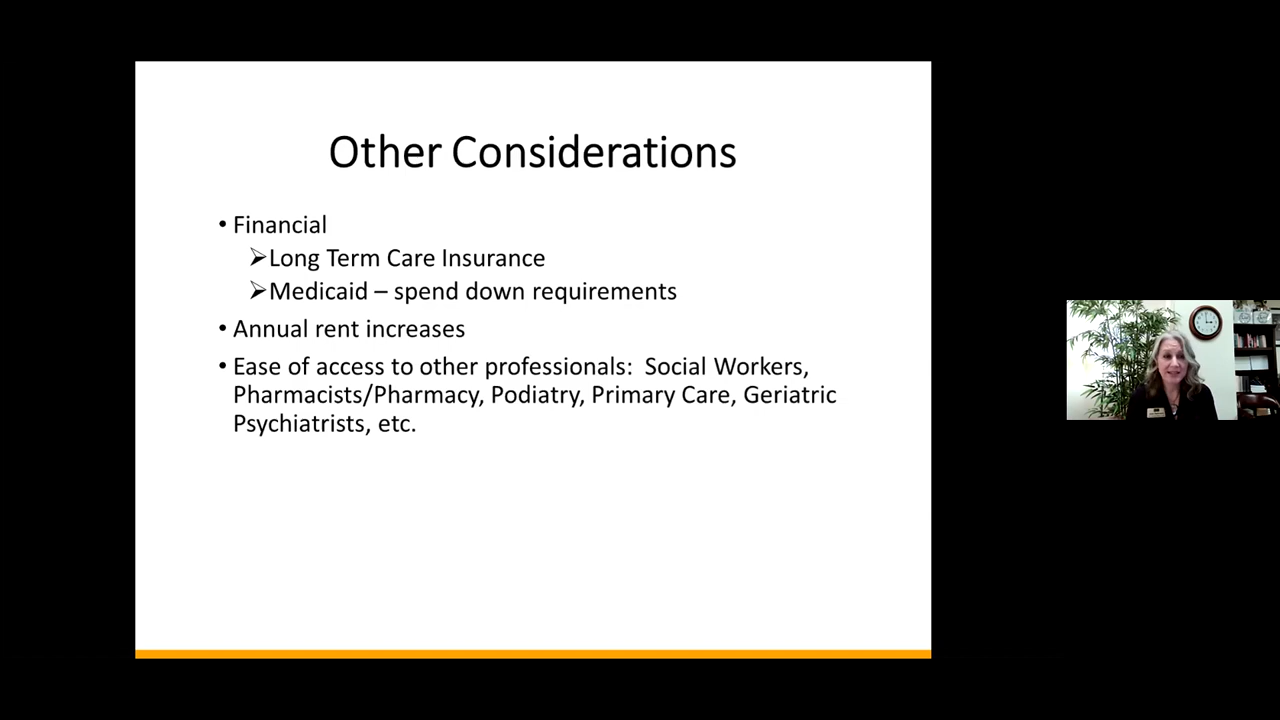 Other Considerations
• Financial
➢Long Term Care Insurance
➢Medicaid – spend down requirements
• Annual rent increases
• Ease of access to other professionals:  Social Workers,
Pharmacists/Pharmacy, Podiatry, Primary Care, Geriatric
Psychiatrists, etc.